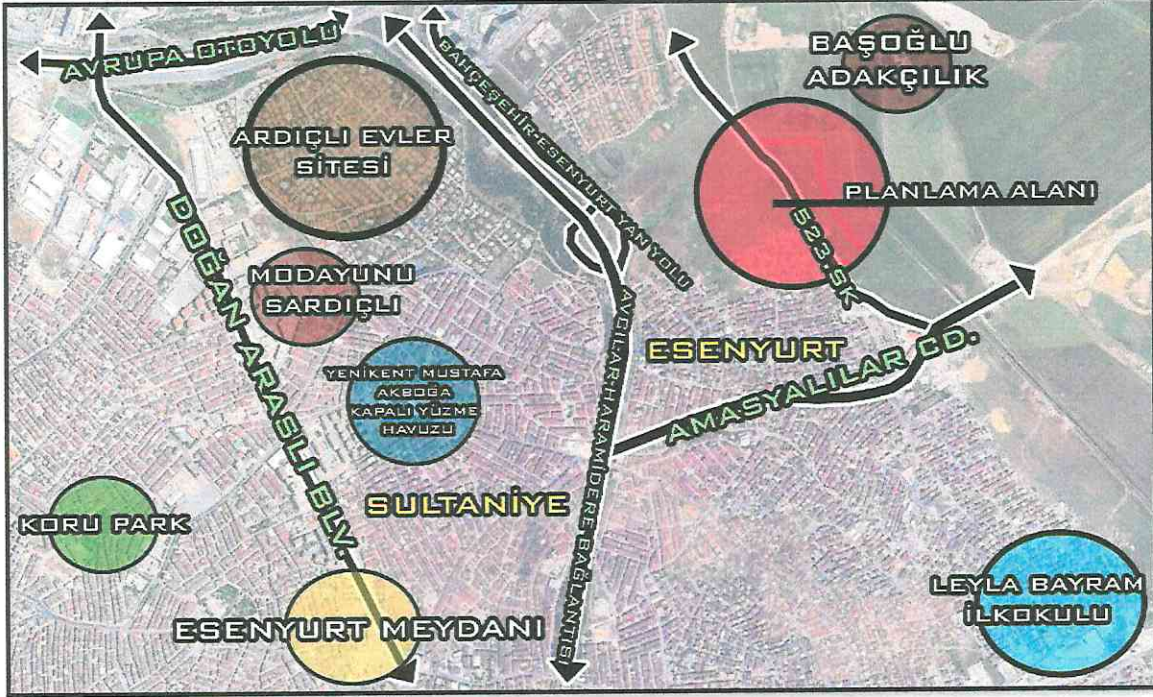 AVRUPA OTOYOLU
BAHÇEŞEHİR-ESENYURT YAN YOLU
BAŞOĞLU
ADAKÇILIK
ARDIÇLI EVLER
SİTESİ
PLANLAMA ALANI
523.SK
DOĞAN ARASLI BLV.
MODAYUNU
SARDIÇLI
AVCILAR-HARAMİDERE BAĞLANTISI
ESENYURT
AMASYALILAR CD.
YENİKENT MUSTAFA
AKBOĞA
KAPALI YÜZME
HAVUZU
SULTANİYE
KORU PARK
LEYLA BAYRAM
İLKOKULU
ESENYURT MEYDANI